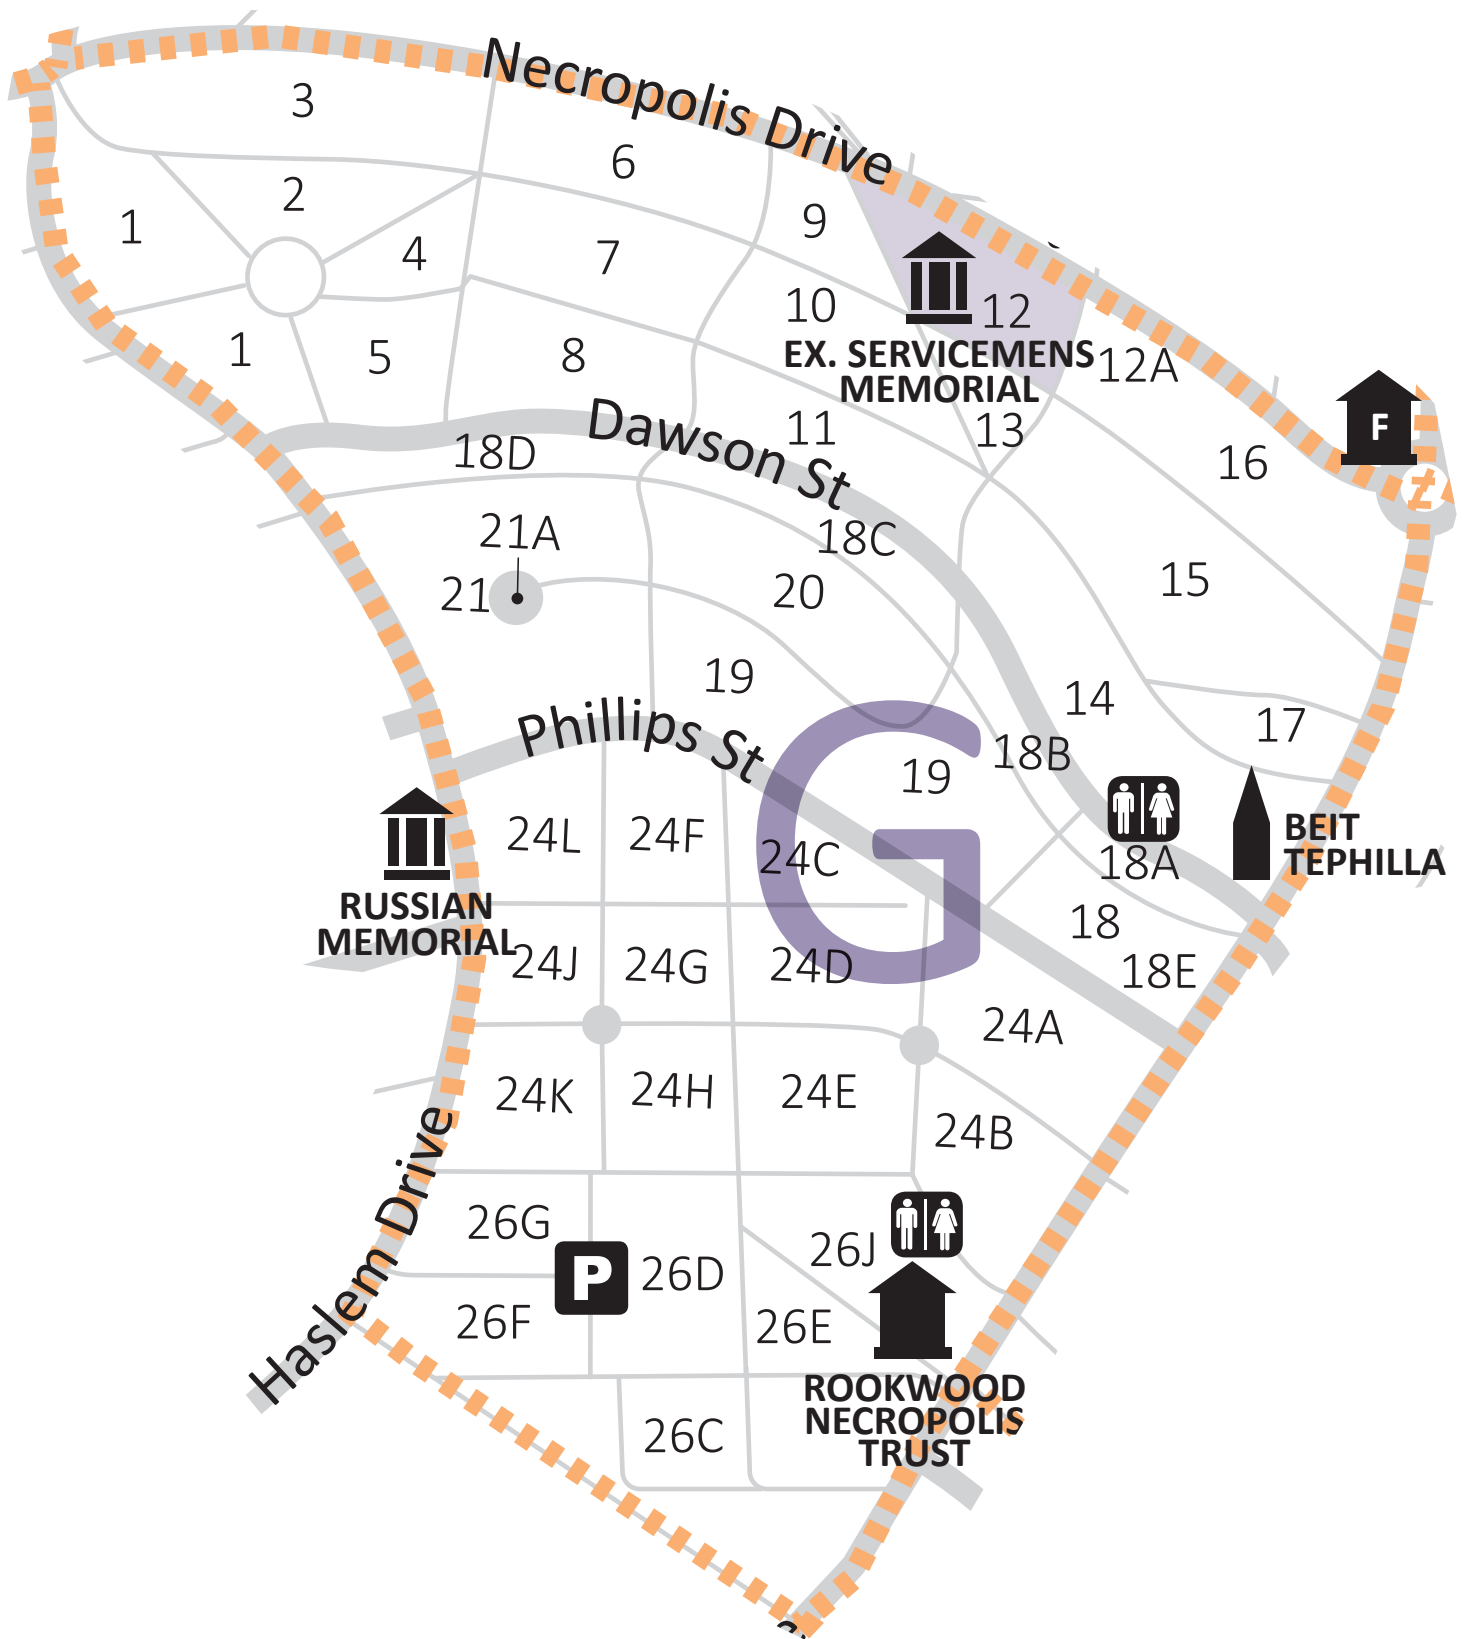 Necropolis Drive
3
6
2
1
9
4
7
10
12
1
5
8
EX. SERVICEMENS
MEMORIAL
12A
F
Dawson St
11
13
18D
16
21A
18C
21
20
15
19
14
Phillips St
17
18B
19
G
24L
24F
24C
18A
BEIT
TEPHILLA
RUSSIAN
MEMORIAL
18
24J
24G
24D
18E
24A
24K
24H
24E
24B
Haslem Drive
26G
26J
P
26D
26F
26E
ROOKWOOD
NECROPOLIS
TRUST
26C